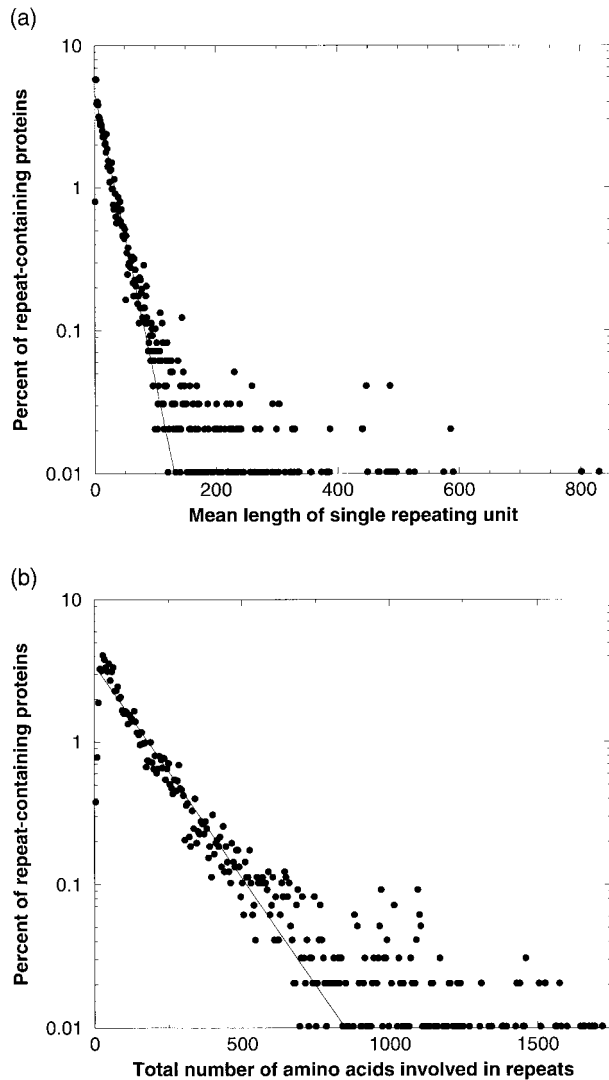 (a)
10
1
0.1
0.01
Percent of repeat-containing proteins
0 200 400 600 800
Mean length of single repeating unit
(b)
10
1
0.1
0.01
Percent of repeat-containing proteins
0 500 1000 1500
Total number of amino acids involved in repeats